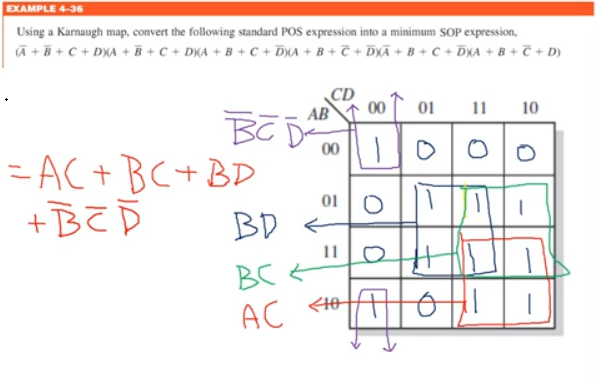 EXAMPLE 4–36
Using a Karnaugh map, convert the following standard POS expression into a minimum SOP expression,
(A̅ + B̅ + C + D)(A + B̅ + C + D)(A + B + C + D̅)(A + B + C̅ + D̅)(A̅ + B + C + D̅)(A + B + C̅ + D)
CD
AB 00 01 11 10
B̅ C̅ D̅
00 1 0 0 0
= AC + BC + BD
+ B̅ C̅ D̅
01 0 1 1 1
BD
11 0 1 1 1
BC
10 1 0 1 1
AC